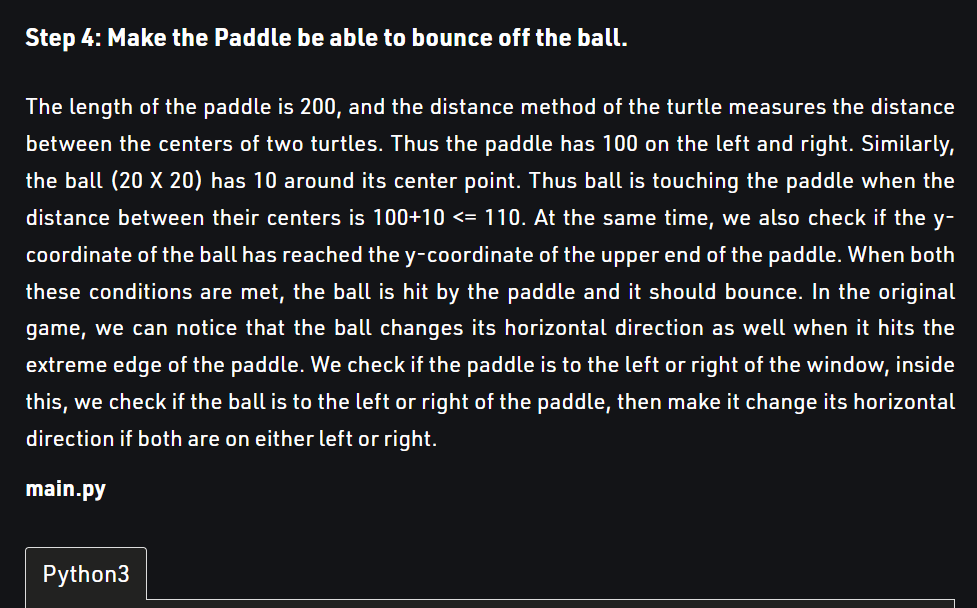 Step 4: Make the Paddle be able to bounce off the ball.
The length of the paddle is 200, and the distance method of the turtle measures the distance
between the centers of two turtles. Thus the paddle has 100 on the left and right. Similarly,
the ball (20 X 20) has 10 around its center point. Thus ball is touching the paddle when the
distance between their centers is 100+10 <= 110. At the same time, we also check if the y-
coordinate of the ball has reached the y-coordinate of the upper end of the paddle. When both
these conditions are met, the ball is hit by the paddle and it should bounce. In the original
game, we can notice that the ball changes its horizontal direction as well when it hits the
extreme edge of the paddle. We check if the paddle is to the left or right of the window, inside
this, we check if the ball is to the left or right of the paddle, then make it change its horizontal
direction if both are on either left or right.
main.py
Python3